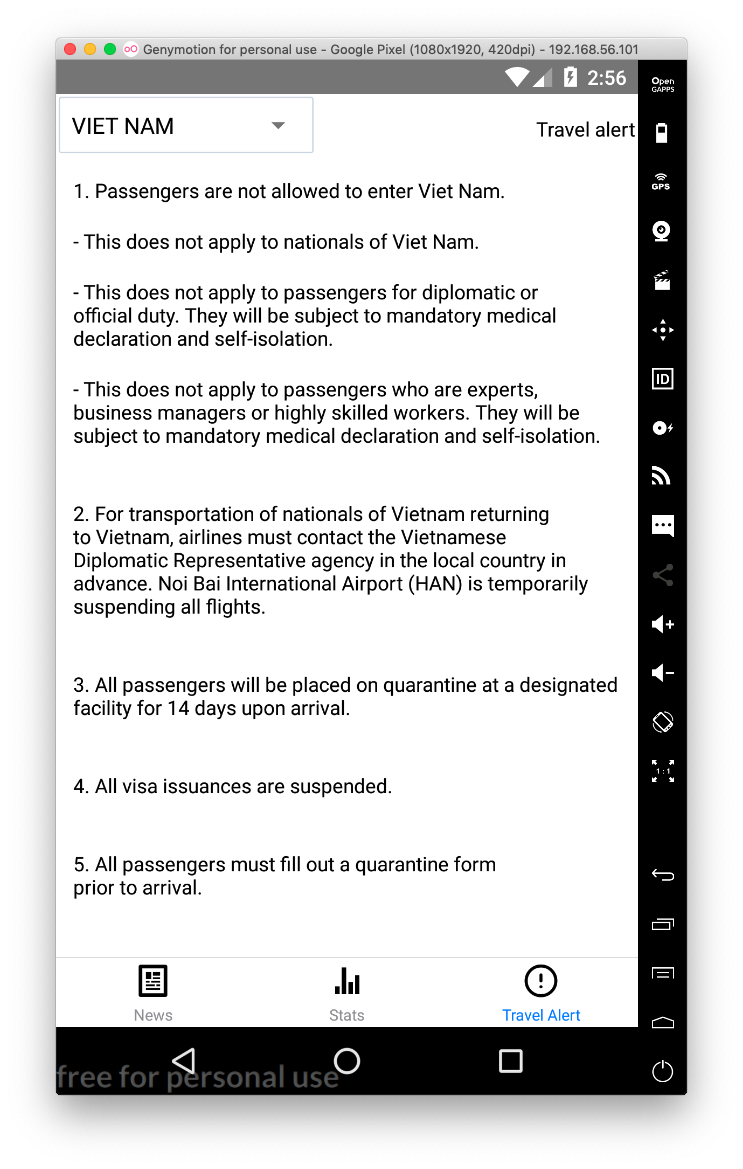 Genymotion for personal use - Google Pixel (1080x1920, 420dpi) - 192.168.56.101
2:56
Open
GAPPS
VIET NAM
Travel alert
GPS
1. Passengers are not allowed to enter Viet Nam.
- This does not apply to nationals of Viet Nam.
- This does not apply to passengers for diplomatic or
official duty. They will be subject to mandatory medical
declaration and self-isolation.
ID
- This does not apply to passengers who are experts,
business managers or highly skilled workers. They will be
subject to mandatory medical declaration and self-isolation.
2. For transportation of nationals of Vietnam returning
to Vietnam, airlines must contact the Vietnamese
Diplomatic Representative agency in the local country in
advance. Noi Bai International Airport (HAN) is temporarily
suspending all flights.
3. All passengers will be placed on quarantine at a designated
facility for 14 days upon arrival.
1:1
4. All visa issuances are suspended.
5. All passengers must fill out a quarantine form
prior to arrival.
News
Stats
Travel Alert
free for personal use